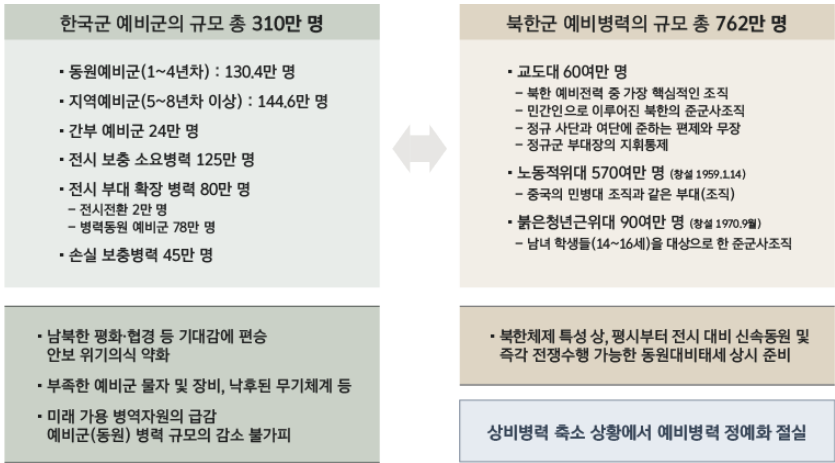 한국군 예비군의 규모 총 310만 명
▪ 동원예비군(1~4년차) : 130.4만 명
▪ 지역예비군(5~8년차 이상) : 144.6만 명
▪ 간부 예비군 24만 명
▪ 전시 보충 소요병력 125만 명
▪ 전시 부대 확장 병력 80만 명
– 전시전환 2만 명
– 병력동원 예비군 78만 명
▪ 손실 보충병력 45만 명
▪ 남북한 평화·협경 등 기대감에 편승
안보 위기의식 약화
▪ 부족한 예비군 물자 및 장비, 낙후된 무기체계 등
▪ 미래 가용 병역자원의 급감
예비군(동원) 병력 규모의 감소 불가피
북한군 예비병력의 규모 총 762만 명
▪ 교도대 60여만 명
– 북한 예비전력 중 가장 핵심적인 조직
– 민간인으로 이루어진 북한의 준군사조직
– 정규 사단과 여단에 준하는 편제와 무장
– 정규군 부대장의 지휘통제
▪ 노동적위대 570여만 명 (창설 1959.1.14)
– 중국의 민병대 조직과 같은 부대(조직)
▪ 붉은청년근위대 90여만 명 (창설 1970.9월)
– 남녀 학생들(14~16세)을 대상으로 한 준군사조직
▪ 북한체제 특성 상, 평시부터 전시 대비 신속동원 및
즉각 전쟁수행 가능한 동원대비태세 상시 준비
상비병력 축소 상황에서 예비병력 정예화 절실